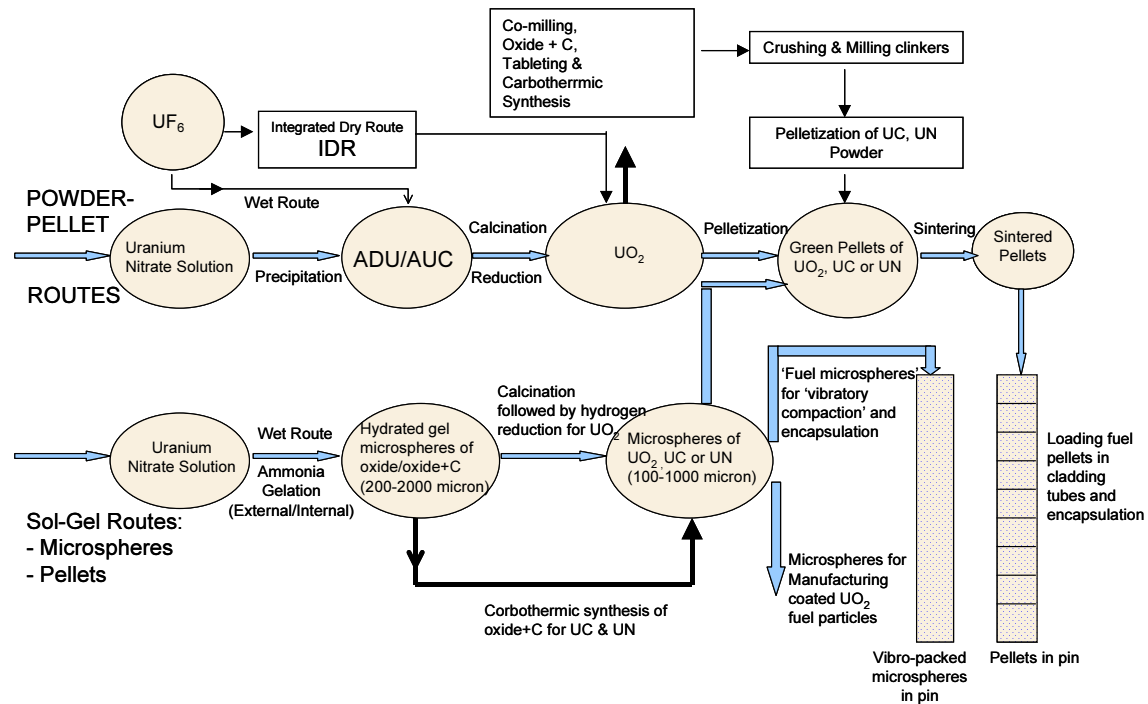 Co-milling,
Oxide + C,
Tableting &
Carbotherrmic
Synthesis
Crushing & Milling clinkers
Pelletization of UC, UN
Powder
UF6
Integrated Dry Route
IDR
Wet Route
POWDER-
PELLET
ROUTES
Uranium
Nitrate Solution
Precipitation
ADU/AUC
Calcination
Reduction
UO2
Pelletization
Green Pellets of
UO2, UC or UN
Sintering
Sintered
Pellets
Uranium
Nitrate Solution
Wet Route
Ammonia
Gelation
(External/Internal)
Sol-Gel Routes:
- Microspheres
- Pellets
Hydrated gel
microspheres of
oxide/oxide+C
(200-2000 micron)
Calcination
followed by hydrogen
reduction for UO2
Microspheres of
UO2, UC or UN
(100-1000 micron)
Corbothermic synthesis of
oxide+C for UC & UN
'Fuel microspheres'
for 'vibratory
compaction' and
encapsulation
Microspheres for
Manufacturing
coated UO2
fuel particles
Vibro-packed
microspheres
in pin
Loading fuel
pellets in
cladding
tubes and
encapsulation
Pellets in pin